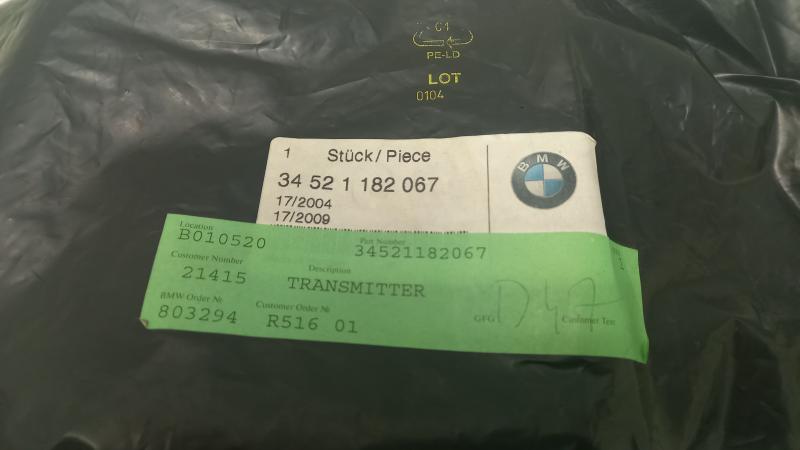 01
PE-LD
LOT
0104
1 Stück/Piece
34 52 1 182 067
17/2004
17/2009
BMW
Location
B010520
Part Number
34521182067
Customer Number
21415
Description
TRANSMITTER
BMW Order №
803294
Customer Order №
R516 01
GFG
Customer Text